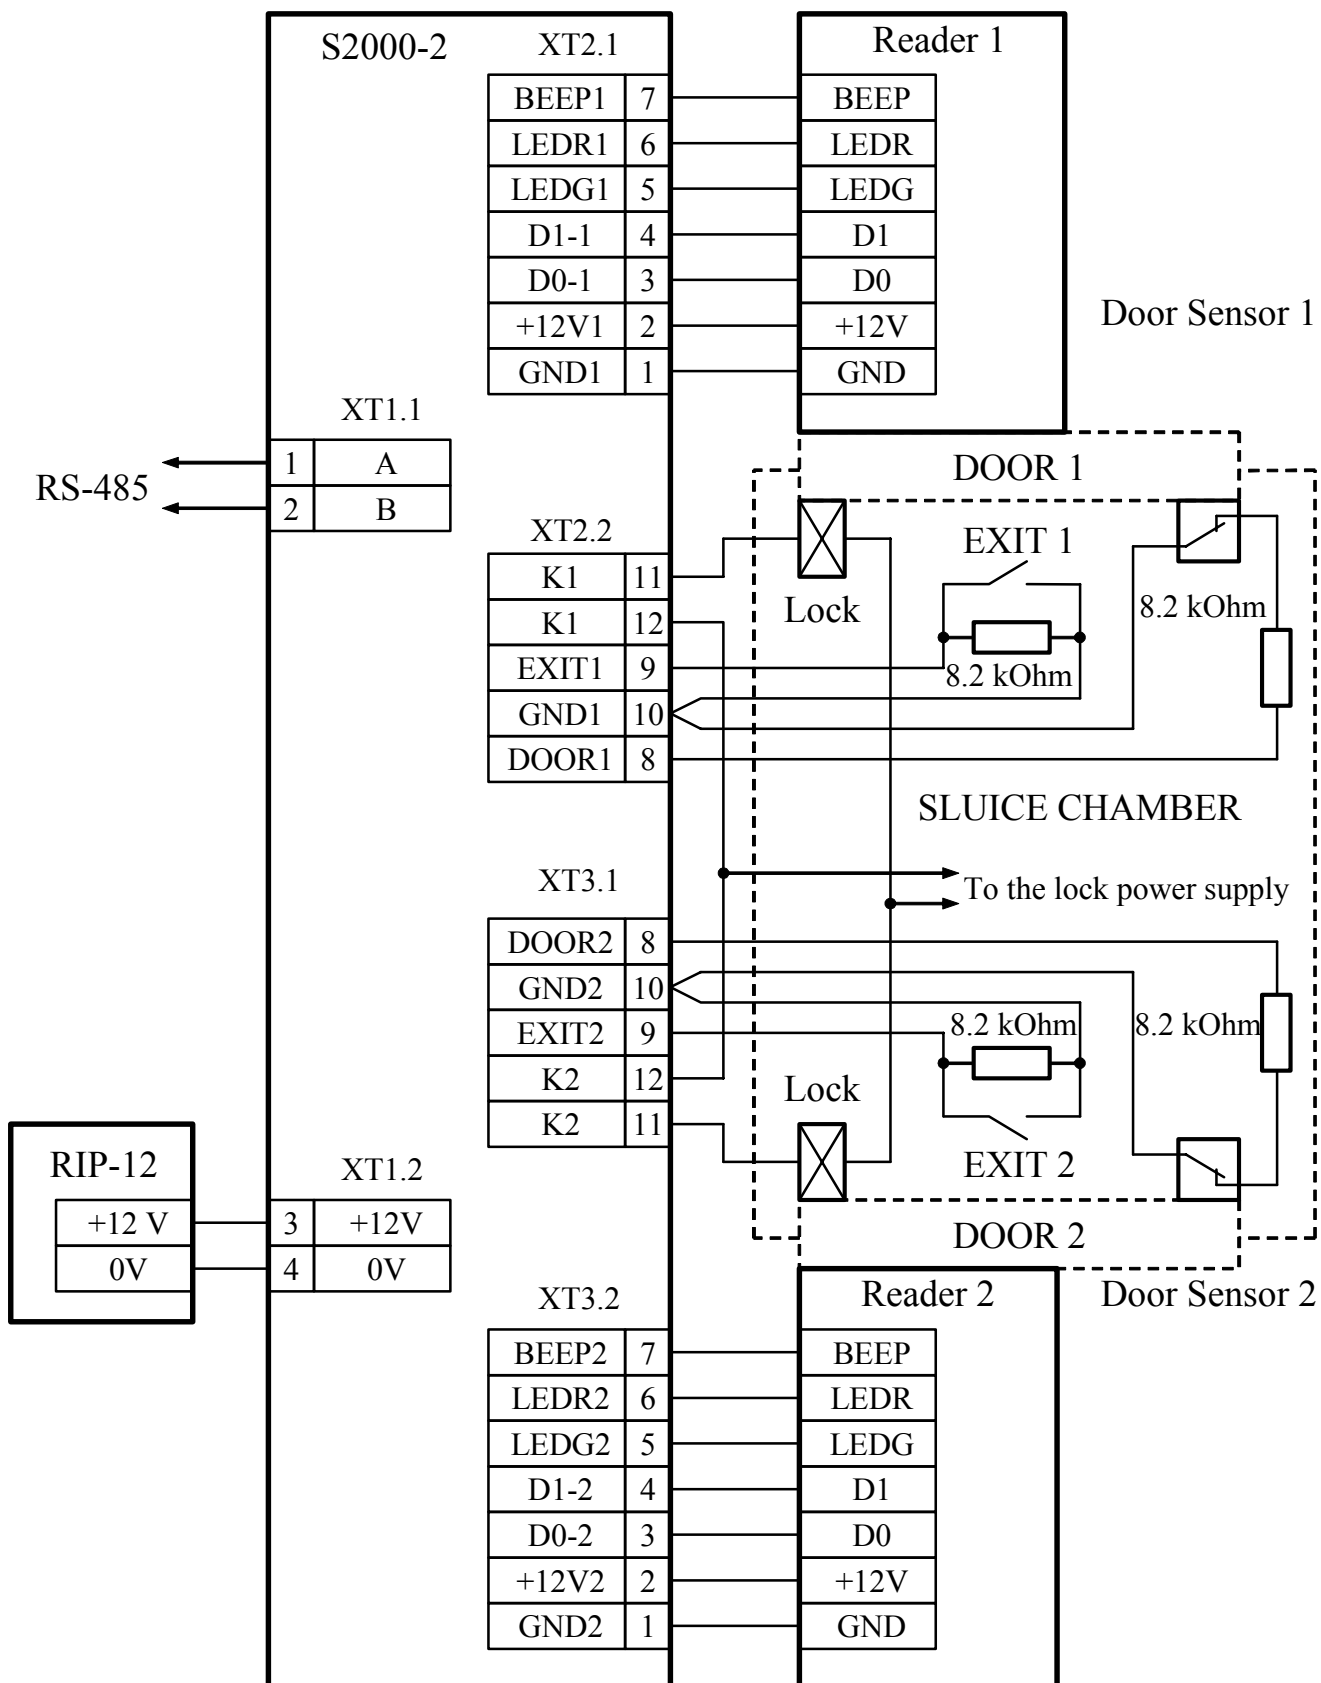 S2000-2
XT2.1
BEEP1 7
LEDR1 6
LEDG1 5
D1-1 4
D0-1 3
+12V1 2
GND1 1
Reader 1
BEEP
LEDR
LEDG
D1
D0
+12V
GND
Door Sensor 1
XT1.1
1 A
2 B
RS-485
XT2.2
K1 11
K1 12
EXIT1 9
GND1 10
DOOR1 8
DOOR 1
EXIT 1
Lock
8.2 kOhm
8.2 kOhm
SLUICE CHAMBER
To the lock power supply
XT3.1
DOOR2 8
GND2 10
EXIT2 9
K2 12
K2 11
8.2 kOhm
8.2 kOhm
Lock
EXIT 2
DOOR 2
Door Sensor 2
RIP-12
+12 V
0V
XT1.2
3 +12V
4 0V
XT3.2
BEEP2 7
LEDR2 6
LEDG2 5
D1-2 4
D0-2 3
+12V2 2
GND2 1
Reader 2
BEEP
LEDR
LEDG
D1
D0
+12V
GND